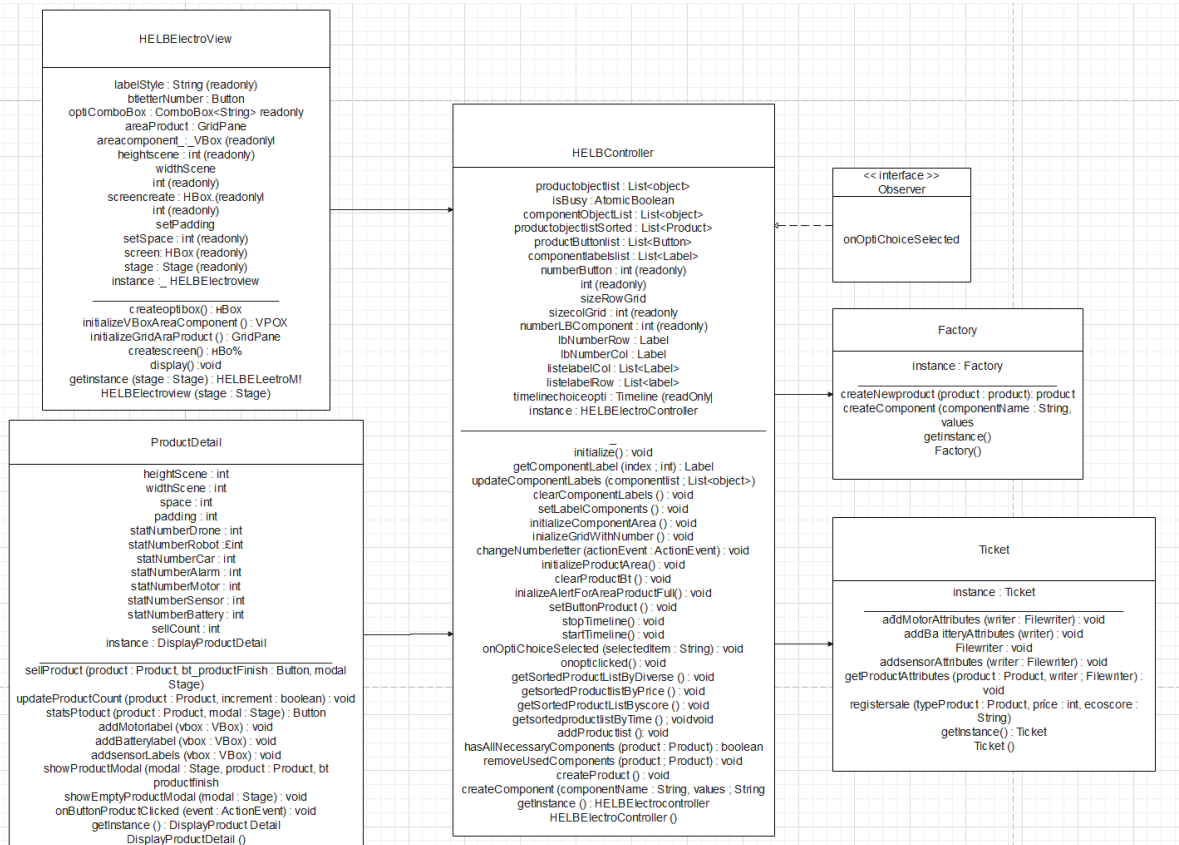 HELBElectroView
labelStyle : String (readonly)
btletterNumber : Button
optiComboBox : ComboBox<String> readonly
areaProduct : GridPane
areacomponent_:_VBox (readonlyl
heightscene : int (readonly)
widthScene
int (readonly)
screencreate : HBox.(readonlyl
int (readonly)
setPadding
setSpace : int (readonly)
screen: HBox (readonly)
stage : Stage (readonly)
instance :_ HELBElectroview
createoptibox() : нBox
initializeVBoxAreaComponent () : VPOX
initializeGridAraProduct () : GridPane
createscreen() : нBo%
display() :void
getinstance (stage : Stage) : HELBELeetroM!
HELBElectroview (stage : Stage)
ProductDetail
heightScene : int
widthScene : int
space : int
padding : int
statNumberDrone : int
statNumberRobot :£int
statNumberCar : int
statNumberAlarm : int
statNumberMotor : int
statNumberSensor : int
statNumberBattery : int
sellCount : int
instance : DisplayProductDetail
sellProduct (product : Product, bt_productFinish : Button, modal
Stage)
updateProductCount (product : Product, increment : boolean) : void
statsPtoduct (product : Product, modal : Stage) : Button
addMotorlabel (vbox : VBox) : void
addBatterylabel (vbox : VBox) : void
addsensorLabels (vbox : VBox) : void
showProductModal (modal : Stage, product : Product, bt
productfinish
showEmptyProductModal (modal : Stage) : void
onButtonProductClicked (event : ActionEvent) : void
getInstance () : DisplayProduct Detail
DisplayProductDetail ()
HELBController
productobjectlist : List<object>
isBusy : AtomicBoolean
componentObjectList : List<object>
productobjectlistSorted : List<Product>
productButtonlist : List<Button>
componentlabelslist : List<Label>
numberButton : int (readonly)
int (readonly)
sizeRowGrid
sizecolGrid : int (readonly
numberLBComponent : int (readonly)
lbNumberRow : Label
lbNumberCol : Label
listelabelCol : List<Label>
listelabelRow : List<label>
timelinechoiceopti : Timeline (readOnly|
instance : HELBElectroController
_
initialize() : void
getComponentLabel (index ; int) : Label
updateComponentLabels (componentlist ; List<object>)
clearComponentLabels () : void
setLabelComponents () : void
initializeComponentArea () : void
inializeGridWithNumber () : void
changeNumberletter (actionEvent : ActionEvent) : void
initializeProductArea() : void
clearProductBt () : void
inializeAlertForAreaProductFull() : void
setButtonProduct () : void
stopTimeline() : void
startTimeline() : void
onOptiChoiceSelected (selectedItem : String) : void
onopticlicked() : void
getSortedProductListByDiverse () : void
getsortedProductlistByPrice () : void
getSortedProductListByscore () : void
getsortedproductlistByTime () ; voidvoid
addProductlist (): void
hasAllNecessaryComponents (product : Product) : boolean
removeUsedComponents (product ; Product) : void
createProduct () : void
createComponent (componentName : String, values ; String
getInstance () : HELBElectrocontroller
HELBElectroController ()
<< interface >>
Observer
onOptiChoiceSelected
Factory
instance : Factory
createNewproduct (product : product): product
createComponent (componentName : String,
values
getinstance()
Factory()
Ticket
instance : Ticket
addMotorAttributes (writer : Filewriter) : void
addBa itteryAttributes (writer) : void
Filewriter : void
addsensorAttributes (writer : Filewriter) : void
getProductAttributes (product : Product, writer ; Filewriter) :
void
registersale (typeProduct : Product, price : int, ecoscore :
String)
getInstance() : Ticket
Ticket ()